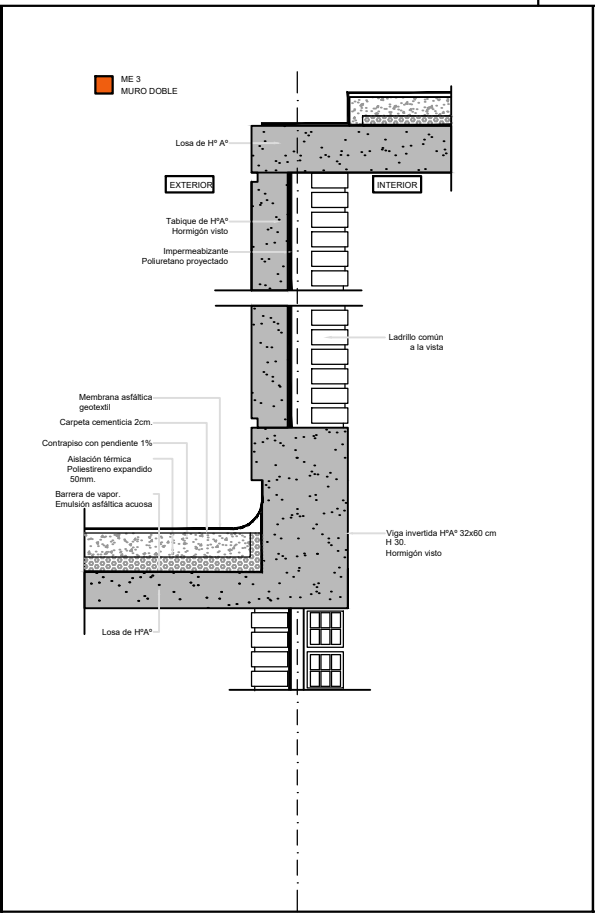 ME 3
MURO DOBLE
Losa de Hº Aº
EXTERIOR
INTERIOR
Tabique de HºAº
Hormigón visto
Impermeabizante
Poliuretano proyectado
Ladrillo común
a la vista
Membrana asfáltica
geotextil
Carpeta cementicia 2cm.
Contrapiso con pendiente 1%
Aislación térmica
Poliestireno expandido
50mm.
Barrera de vapor.
Emulsión asfáltica acuosa
Viga invertida HºAº 32x60 cm
H 30.
Hormigón visto
Losa de HºAº